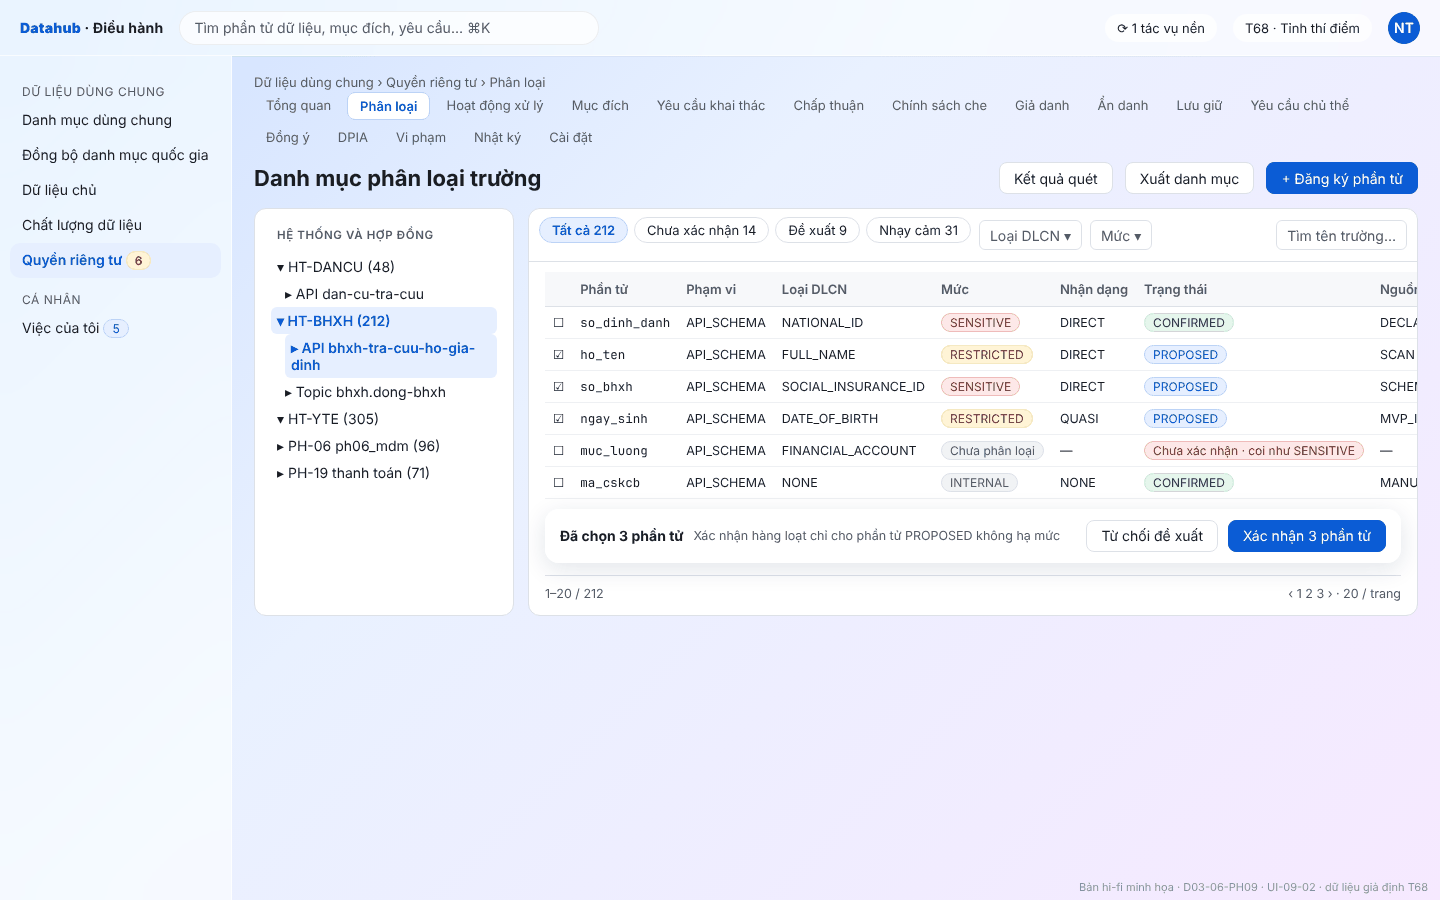 Datahub · Điều hành
Tìm phần tử dữ liệu, mục đích, yêu cầu... ⌘K
⟳ 1 tác vụ nền
T68 · Tỉnh thí điểm
NT
DỮ LIỆU DÙNG CHUNG
Danh mục dùng chung
Đồng bộ danh mục quốc gia
Dữ liệu chủ
Chất lượng dữ liệu
Quyền riêng tư 6
CÁ NHÂN
Việc của tôi 5
Dữ liệu dùng chung › Quyền riêng tư › Phân loại
Tổng quan Phân loại Hoạt động xử lý Mục đích Yêu cầu khai thác Chấp thuận Chính sách che Giả danh Ẩn danh Lưu giữ Yêu cầu chủ thể
Đồng ý DPIA Vi phạm Nhật ký Cài đặt
Danh mục phân loại trường
Kết quả quét
Xuất danh mục
+ Đăng ký phần tử
HỆ THỐNG VÀ HỢP ĐỒNG
▾ HT-DANCU (48)
▸ API dan-cu-tra-cuu
▾ HT-BHXH (212)
▸ API bhxh-tra-cuu-ho-gia-
dinh
▸ Topic bhxh.dong-bhxh
▾ HT-YTE (305)
▸ PH-06 ph06_mdm (96)
▸ PH-19 thanh toán (71)
Tất cả 212 Chưa xác nhận 14 Đề xuất 9 Nhạy cảm 31 Loại DLCN ▾ Mức ▾ Tìm tên trường...
Phần tử Phạm vi Loại DLCN Mức Nhận dạng Trạng thái Nguồn
☐ so_dinh_danh API_SCHEMA NATIONAL_ID SENSITIVE DIRECT CONFIRMED DECLA
☑ ho_ten API_SCHEMA FULL_NAME RESTRICTED DIRECT PROPOSED SCAN
☑ so_bhxh API_SCHEMA SOCIAL_INSURANCE_ID SENSITIVE DIRECT PROPOSED SCHEM
☑ ngay_sinh API_SCHEMA DATE_OF_BIRTH RESTRICTED QUASI PROPOSED MVP_
☐ muc_luong API_SCHEMA FINANCIAL_ACCOUNT Chưa phân loại — Chưa xác nhận · coi như SENSITIVE —
☐ ma_cskcb API_SCHEMA NONE INTERNAL NONE CONFIRMED MANU
Đã chọn 3 phần tử Xác nhận hàng loạt chỉ cho phần tử PROPOSED không hạ mức Từ chối đề xuất Xác nhận 3 phần tử
1–20 / 212
‹ 1 2 3 › · 20 / trang
Bản hi-fi minh họa · D03-06-PH09 · UI-09-02 · dữ liệu giả định T68